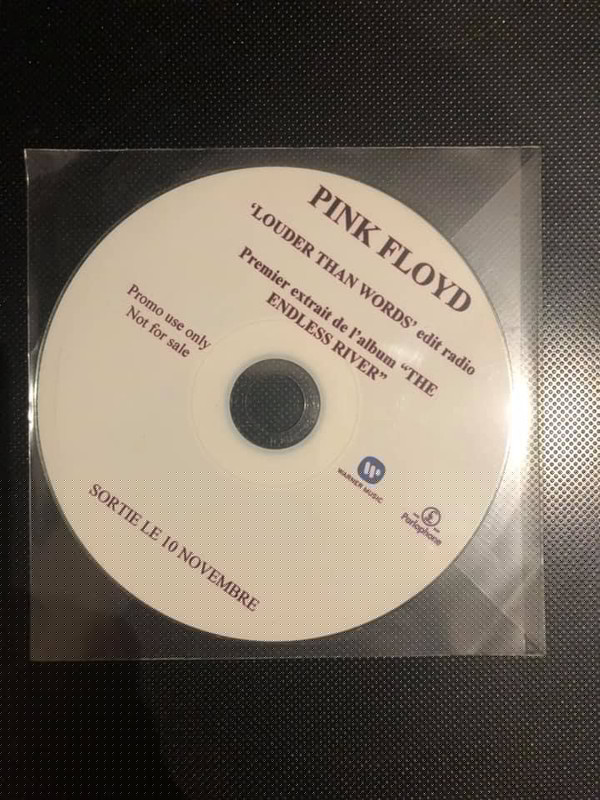 PINK FLOYD
‘LOUDER THAN WORDS’ edit radio
Premier extrait de l’album “THE
ENDLESS RIVER”
Promo use only
Not for sale
WARNER MUSIC
Parlophone
SORTIE LE 10 NOVEMBRE